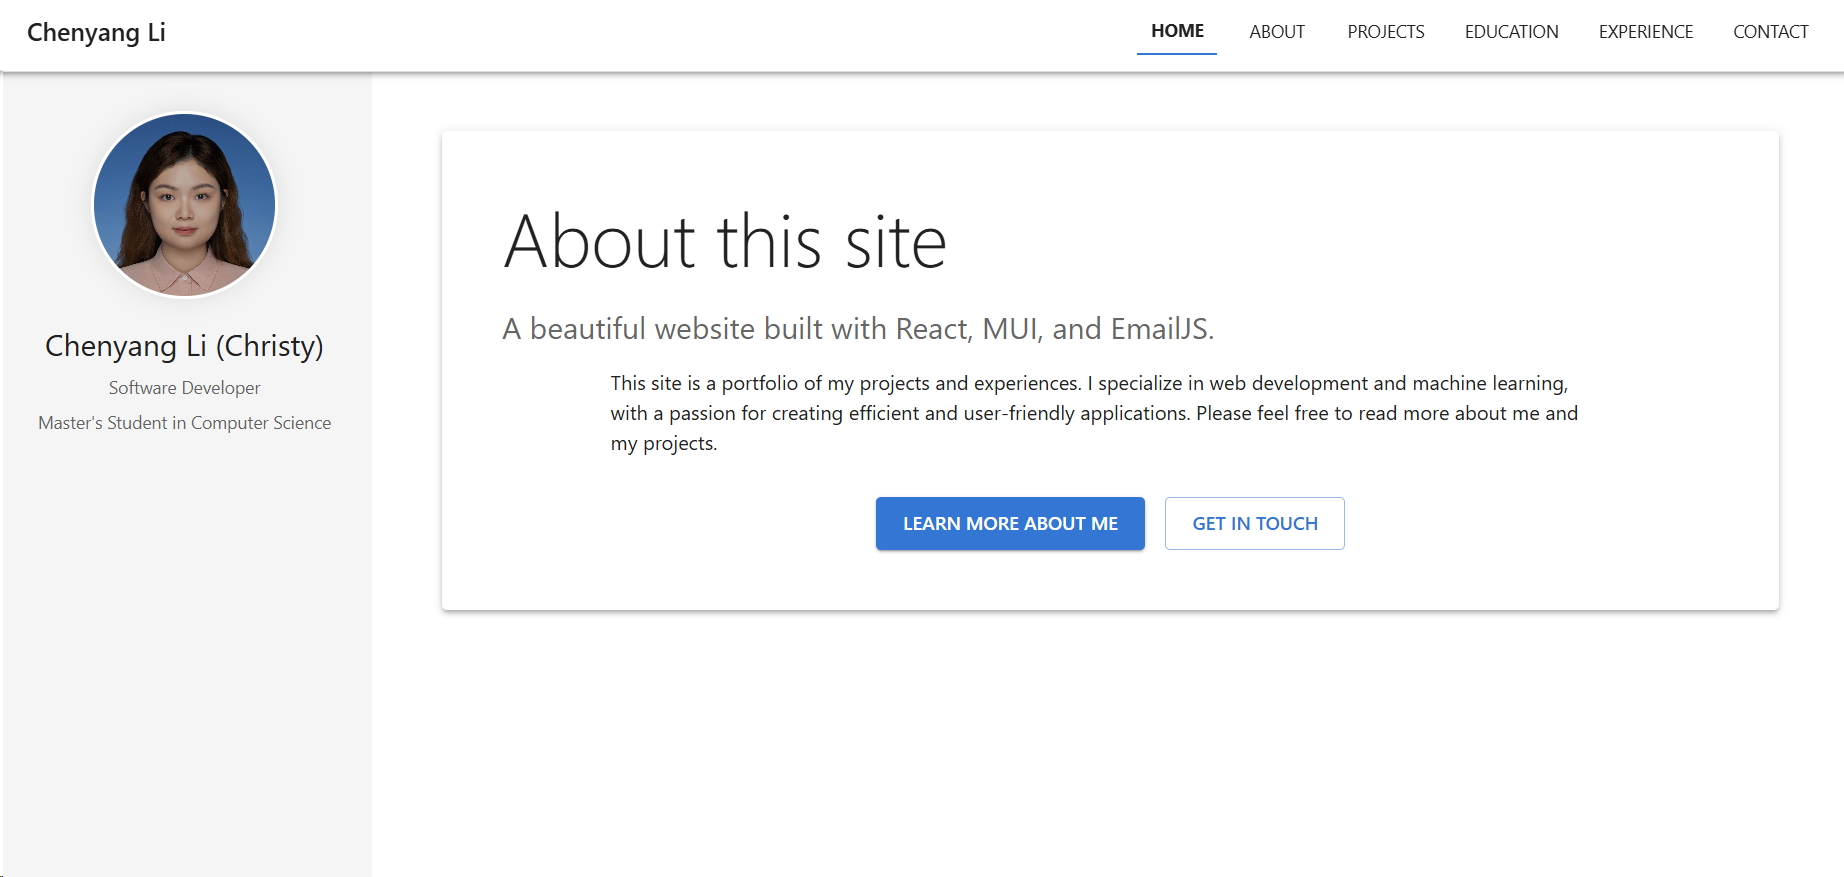 Chenyang Li
HOME
ABOUT
PROJECTS
EDUCATION
EXPERIENCE
CONTACT
Chenyang Li (Christy)
Software Developer
Master's Student in Computer Science
About this site
A beautiful website built with React, MUI, and EmailJS.
This site is a portfolio of my projects and experiences. I specialize in web development and machine learning,
with a passion for creating efficient and user-friendly applications. Please feel free to read more about me and
my projects.
LEARN MORE ABOUT ME
GET IN TOUCH